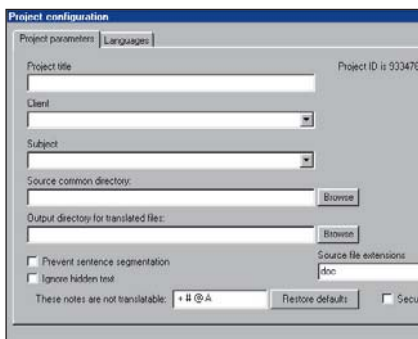 Project configuration
Project parameters Languages
Project title Project ID is 933478
Client
Subject
Source common directory:
Browse
Output directory for translated files:
Browse
Prevent sentence segmentation Source file extensions
Ignore hidden text doc
These notes are not translatable: + # @ A Restore defaults Secu